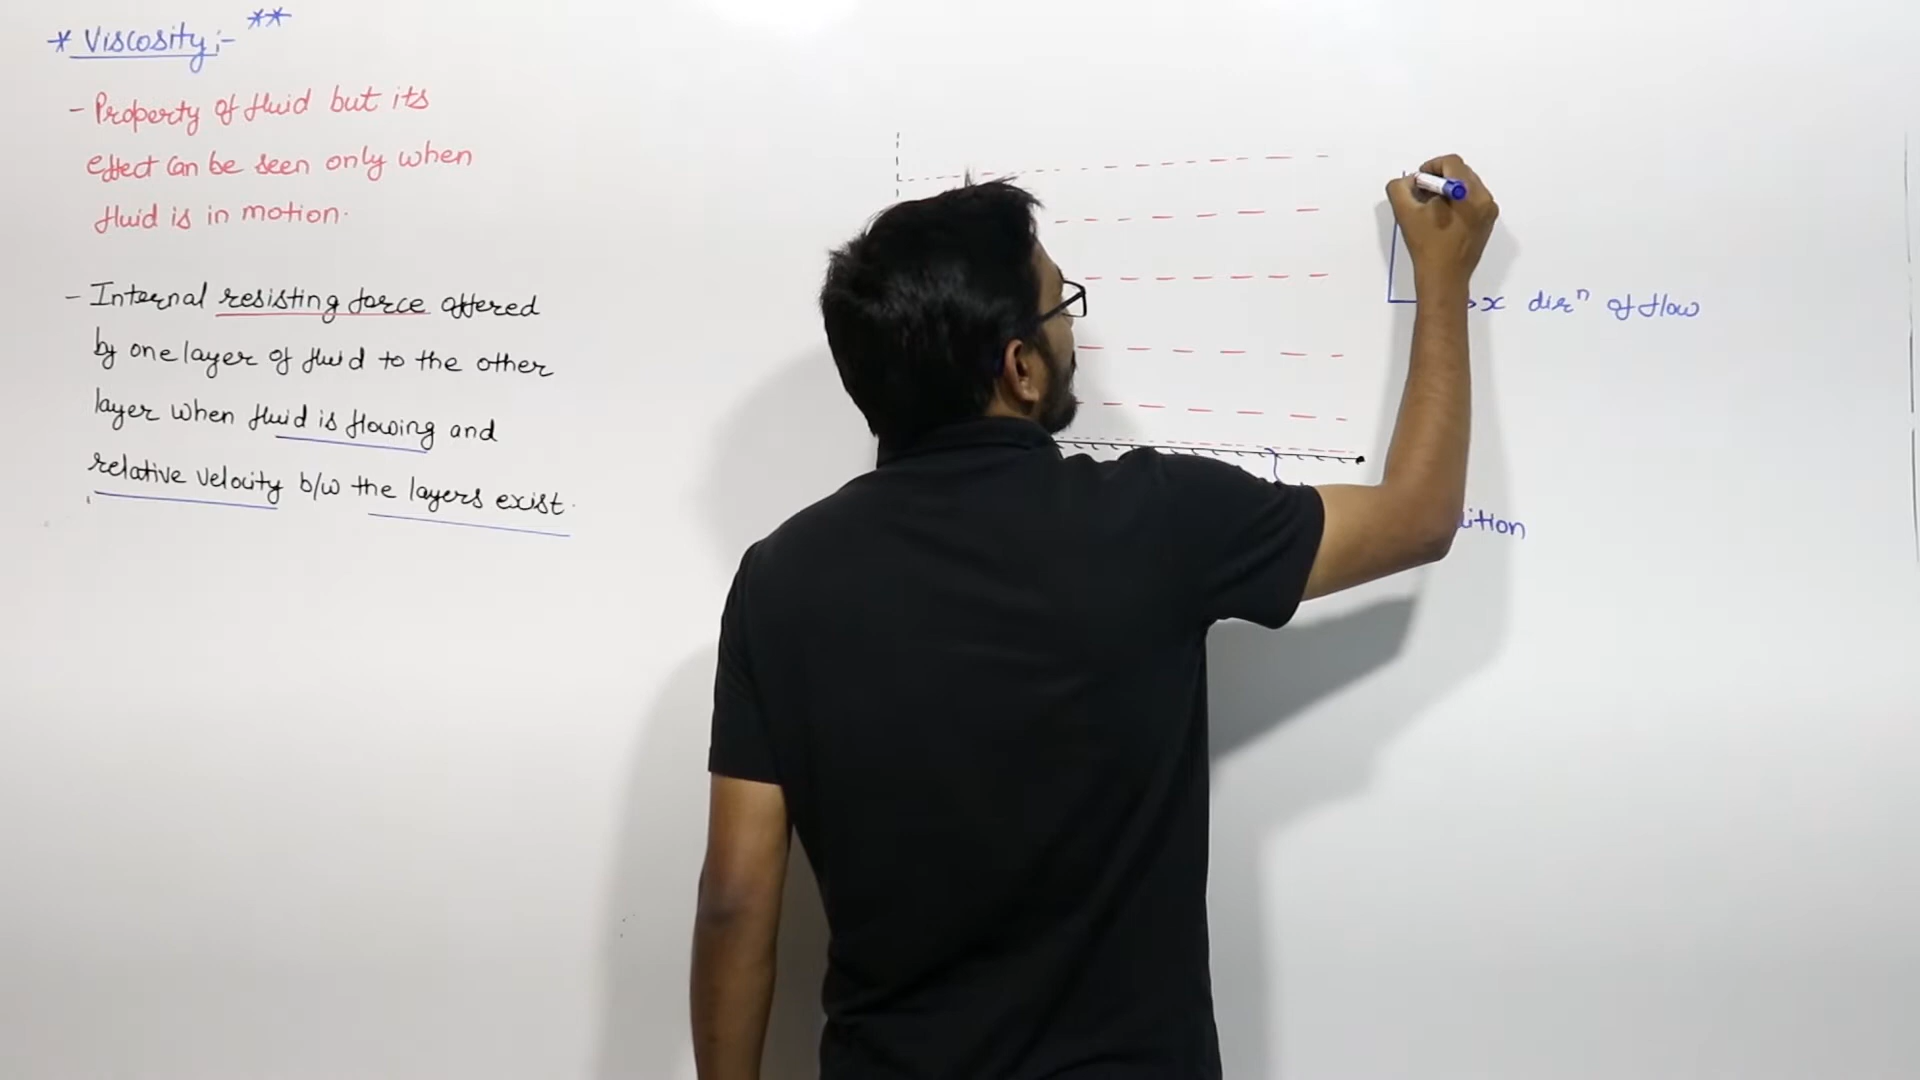 * Viscosity :- **
- Property of fluid but its
effect can be seen only when
fluid is in motion.
- Internal resisting force offered
by one layer of fluid to the other
layer when fluid is flowing and
relative velocity b/w the layers exist.
x dirⁿ of flow